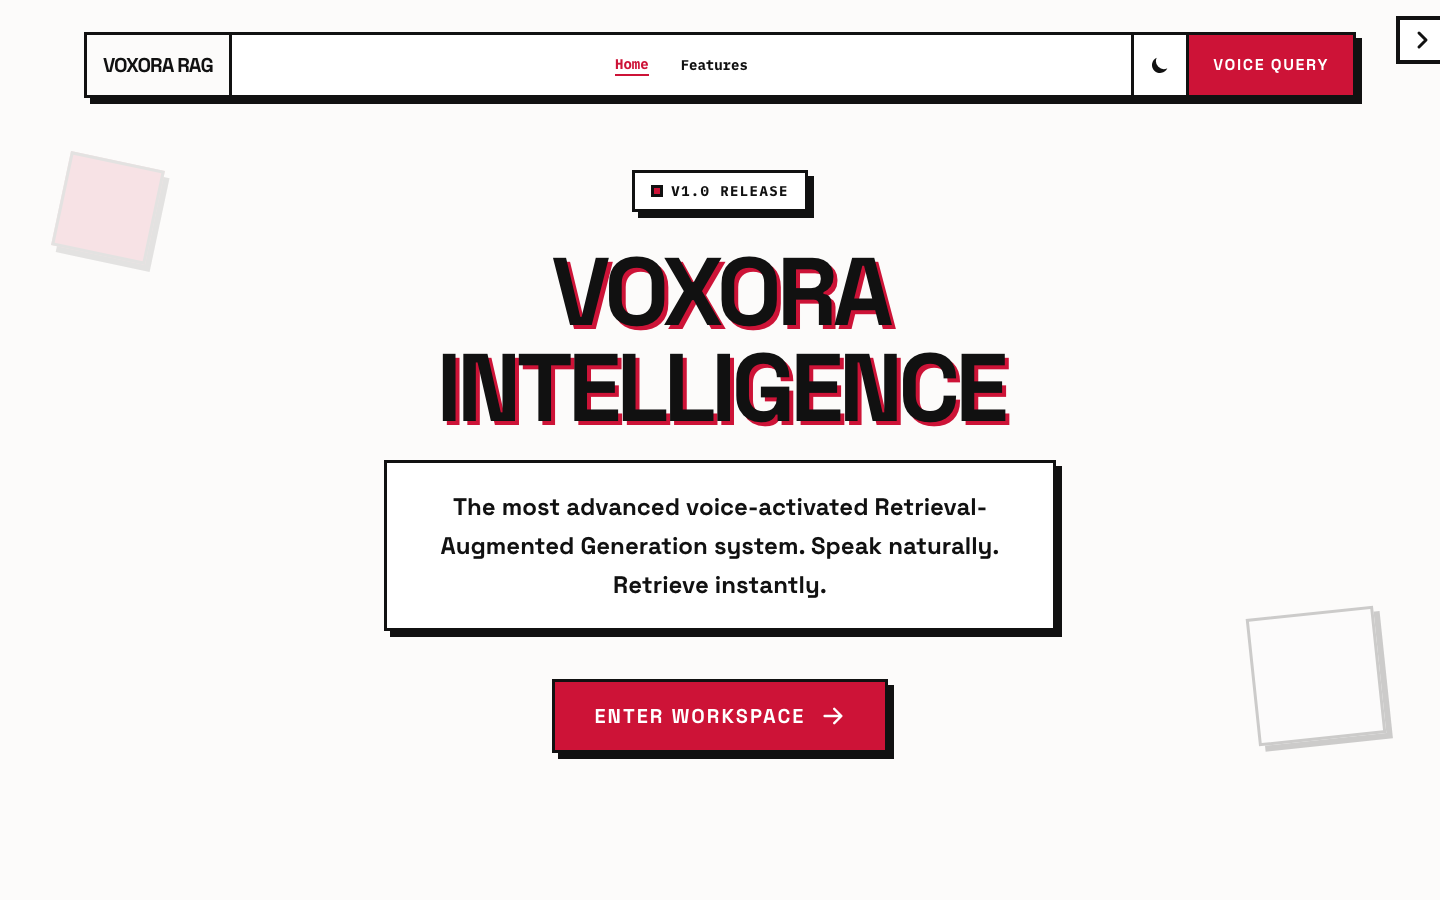 VOXORA RAG
Home
Features
VOICE QUERY
V1.0 RELEASE
VOXORA
INTELLIGENCE
The most advanced voice-activated Retrieval-
Augmented Generation system. Speak naturally.
Retrieve instantly.
ENTER WORKSPACE